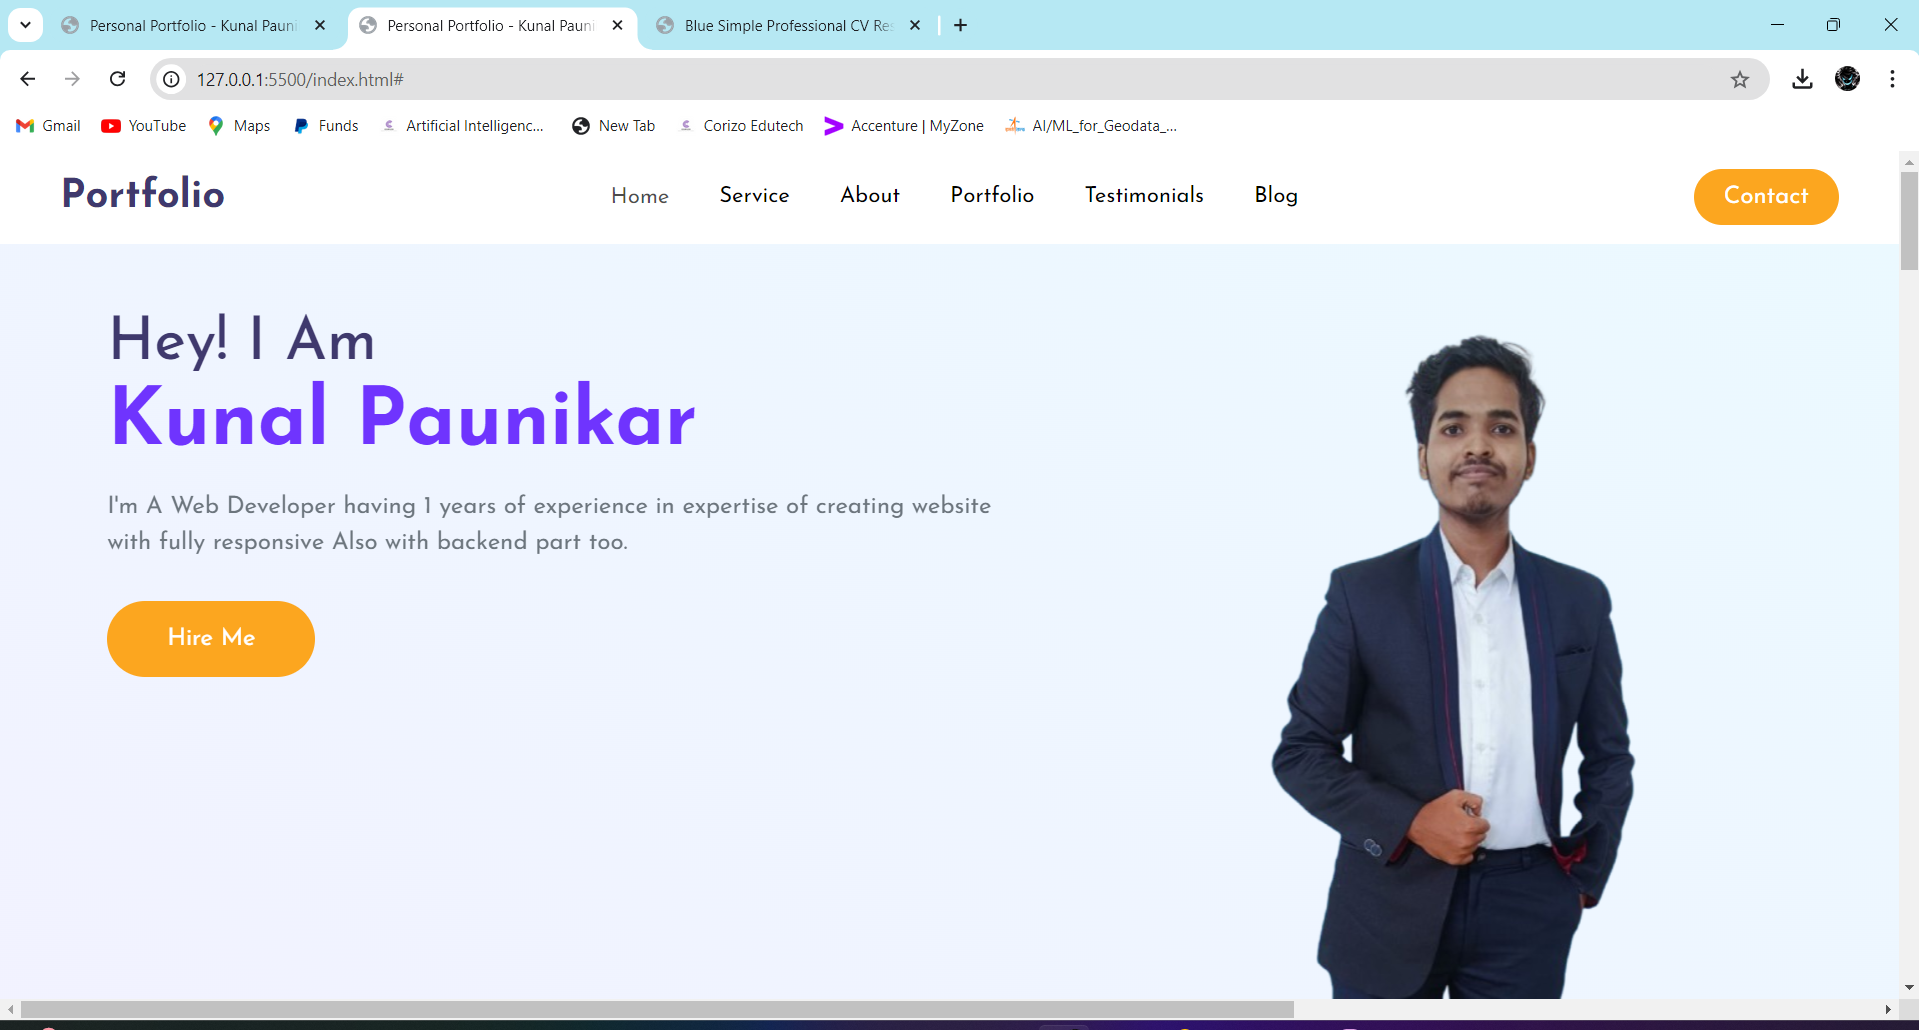 Personal Portfolio - Kunal Pauni
Personal Portfolio - Kunal Pauni
Blue Simple Professional CV Res
127.0.0.1:5500/index.html#
Gmail
YouTube
Maps
Funds
Artificial Intelligenc...
New Tab
Corizo Edutech
Accenture | MyZone
AI/ML_for_Geodata_...
Portfolio
Home
Service
About
Portfolio
Testimonials
Blog
Contact
Hey! I Am
Kunal Paunikar
I'm A Web Developer having 1 years of experience in expertise of creating website
with fully responsive Also with backend part too.
Hire Me